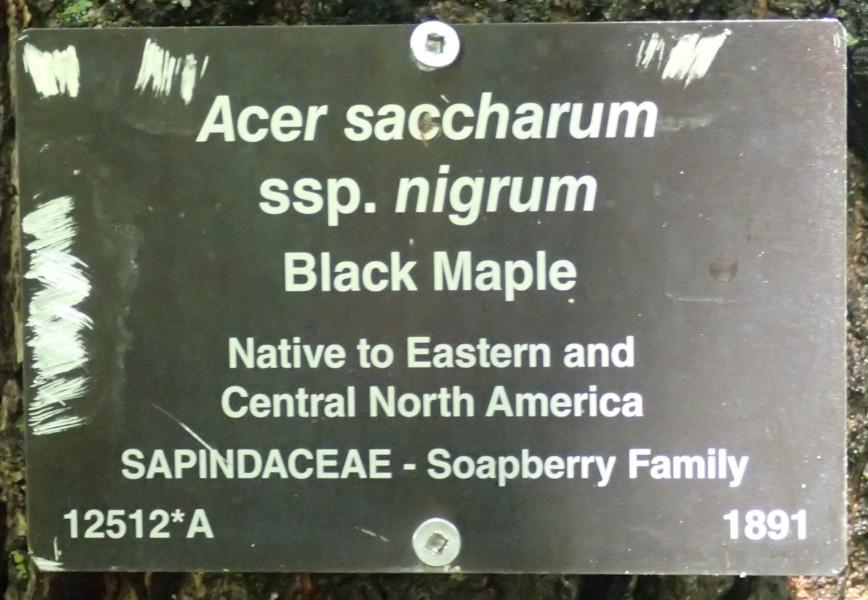 Acer saccharum
ssp. nigrum
Black Maple
Native to Eastern and
Central North America
SAPINDACEAE - Soapberry Family
12512*A 1891